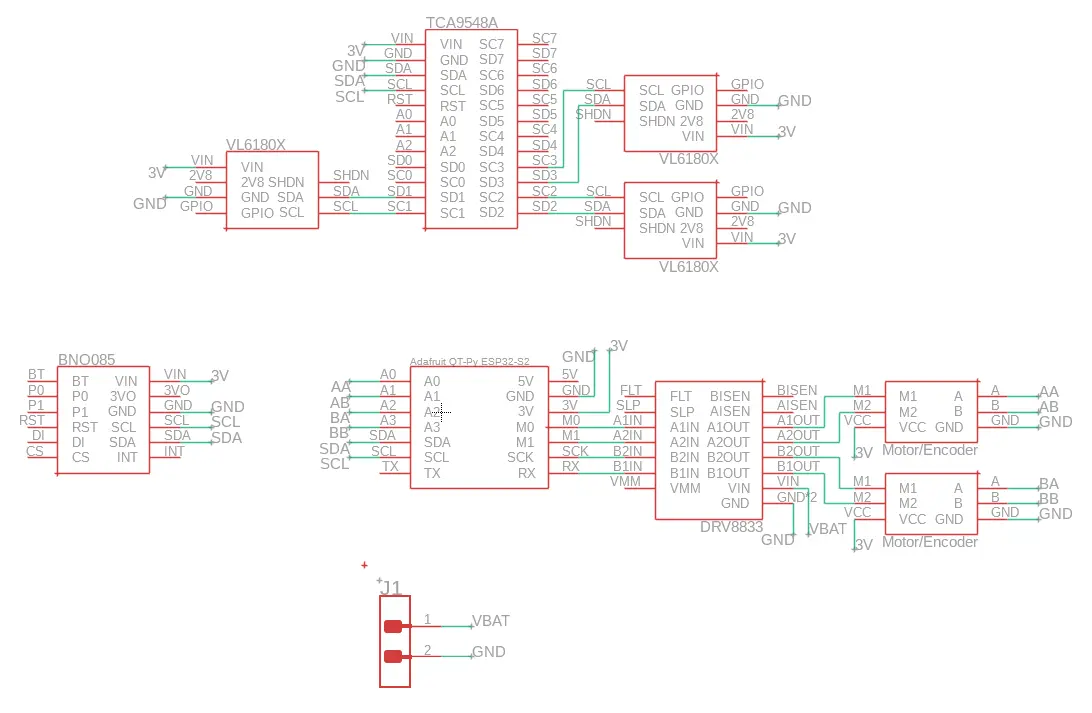 TCA9548A
VIN VIN SC7 SC7
3V GND GND SD7 SD7
GND SDA SDA SC6 SC6
SDA SCL SCL SD6 SD6
SCL RST RST SC5 SC5
A0 A0 SD5 SD5
A1 A1 SC4 SC4
A2 A2 SD4 SD4
SD0 SD0 SC3 SC3
SC0 SC0 SD3 SD3
SD1 SD1 SC2 SC2
SC1 SC1 SD2 SD2
SCL SCL GPIO GPIO
SDA SDA GND GND GND
SHDN SHDN 2V8 2V8
VIN VIN 3V
VL6180X
VL6180X
VIN VIN
3V 2V8 2V8 SHDN SHDN
GND GND GND SDA SDA
GPIO GPIO SCL SCL
SCL SCL GPIO GPIO
SDA SDA GND GND GND
SHDN SHDN 2V8 2V8
VIN VIN 3V
VL6180X
BNO085
BT BT VIN VIN 3V
P0 P0 3VO 3VO
P1 P1 GND GND GND
RST RST SCL SCL SCL
DI DI SDA SDA SDA
CS CS INT INT
Adafruit QT-Py ESP32-S2
GND 3V
A0 A0 5V 5V
AA A1 A1 GND GND
AB A2 A2 3V 3V
BA A3 A3 M0 M0
BB SDA SDA M1 M1
SDA SCL SCL SCK SCK
SCL TX TX RX RX
FLT FLT BISEN BISEN
SLP SLP AISEN AISEN
A1IN A1IN A1OUT A1OUT
A2IN A2IN A2OUT A2OUT
B2IN B2IN B2OUT B2OUT
B1IN B1IN B1OUT B1OUT
VMM VMM VIN VIN
GND GND*2
DRV8833 GND VBAT
M1 M1 A A AA
M2 M2 B B AB
VCC VCC GND GND GND
3V Motor/Encoder
M1 M1 A A BA
M2 M2 B B BB
VCC VCC GND GND GND
3V Motor/Encoder
J1
1 VBAT
2 GND